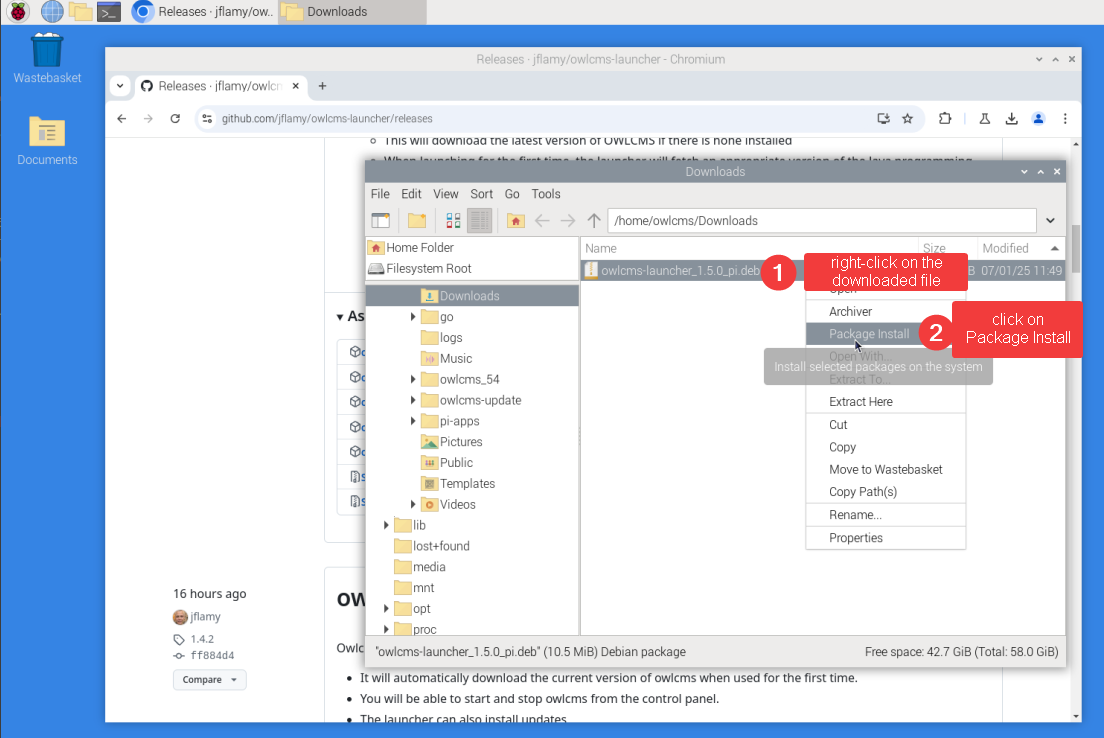 Releases · jflamy/ow..
Downloads
Wastebasket
Documents
Releases · jflamy/owlcms-launcher - Chromium
Releases · jflamy/owlcm
github.com/jflamy/owlcms-launcher/releases
This will download the latest version of OWLCMS if there is none installed
When launching for the first time, the launcher will fetch an appropriate version of the Java programming
Downloads
File Edit View Sort Go Tools
/home/owlcms/Downloads
Home Folder
Filesystem Root
Downloads
go
logs
Music
owlcms_54
owlcms-update
pi-apps
Pictures
Public
Templates
Videos
lib
lost+found
media
mnt
opt
proc
Name Size Modified
owlcms-launcher_1.5.0_pi.deb
B 07/01/25 11:49
1
right-click on the
downloaded file
Open
Archiver
Package Install
2
click on
Package Install
Open With...
Install selected packages on the system
Extract To...
Extract Here
Cut
Copy
Move to Wastebasket
Copy Path(s)
Rename...
Properties
"owlcms-launcher_1.5.0_pi.deb" (10.5 MiB) Debian package
Free space: 42.7 GiB (Total: 58.0 GiB)
As
16 hours ago
jflamy
1.4.2
ff884d4
Compare
OW
Owlc
It will automatically download the current version of owlcms when used for the first time.
You will be able to start and stop owlcms from the control panel.
The launcher can also install updates